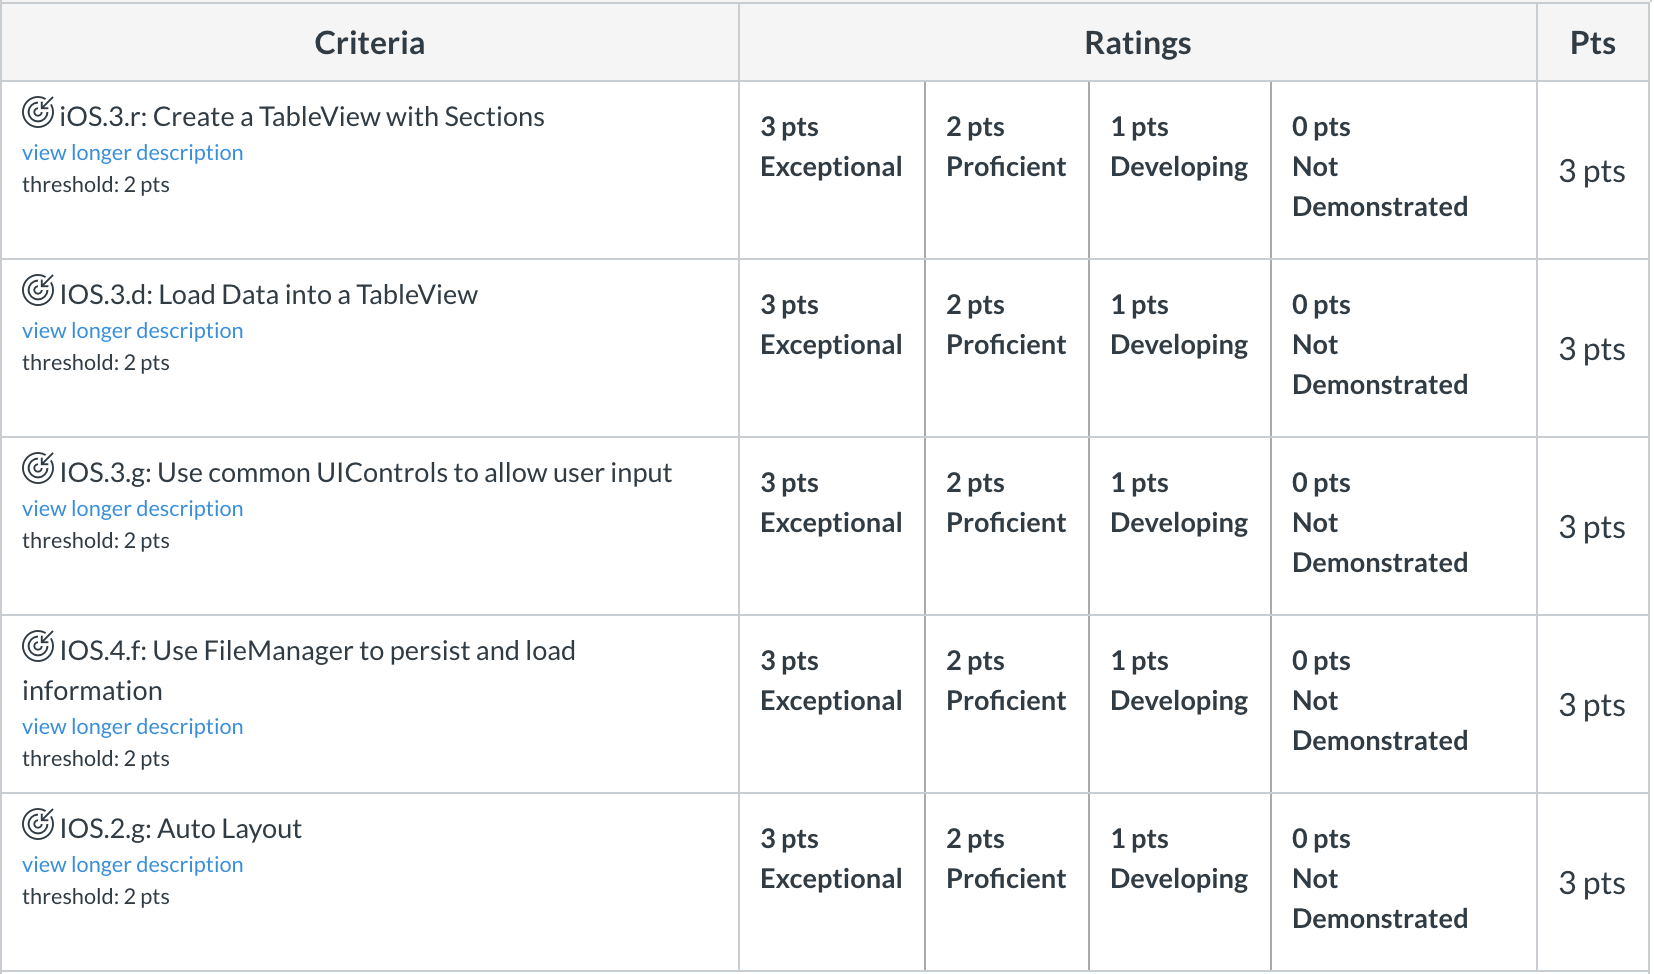 Criteria Ratings Pts
iOS.3.r: Create a TableView with Sections
view longer description
threshold: 2 pts
3 pts
Exceptional
2 pts
Proficient
1 pts
Developing
0 pts
Not
Demonstrated
3 pts
IOS.3.d: Load Data into a TableView
view longer description
threshold: 2 pts
3 pts
Exceptional
2 pts
Proficient
1 pts
Developing
0 pts
Not
Demonstrated
3 pts
IOS.3.g: Use common UIControls to allow user input
view longer description
threshold: 2 pts
3 pts
Exceptional
2 pts
Proficient
1 pts
Developing
0 pts
Not
Demonstrated
3 pts
IOS.4.f: Use FileManager to persist and load
information
view longer description
threshold: 2 pts
3 pts
Exceptional
2 pts
Proficient
1 pts
Developing
0 pts
Not
Demonstrated
3 pts
IOS.2.g: Auto Layout
view longer description
threshold: 2 pts
3 pts
Exceptional
2 pts
Proficient
1 pts
Developing
0 pts
Not
Demonstrated
3 pts